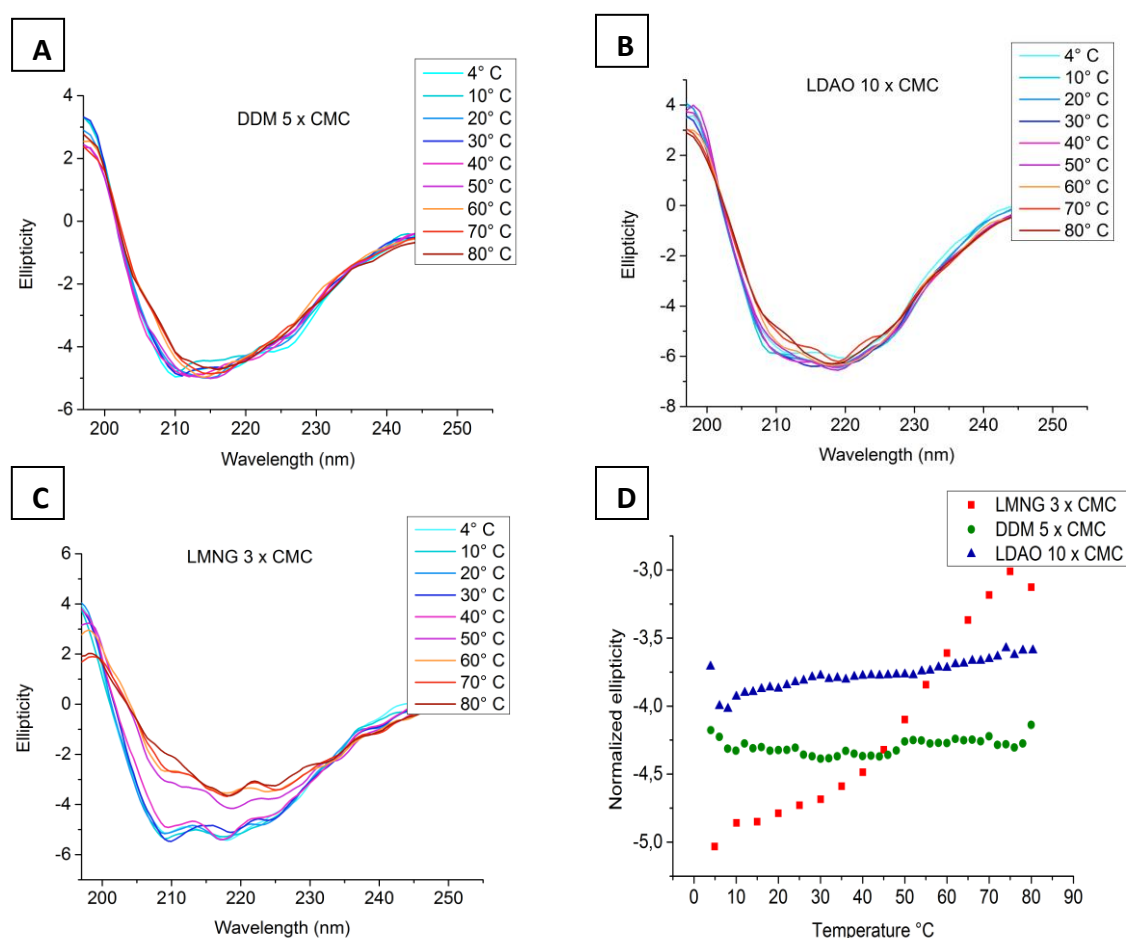 A
DDM 5 x CMC
4° C
10° C
20° C
30° C
40° C
50° C
60° C
70° C
80° C
4
2
0
-2
-4
-6
Ellipticity
200 210 220 230 240 250
Wavelength (nm)
B
LDAO 10 x CMC
4° C
10° C
20° C
30° C
40° C
50° C
60° C
70° C
80° C
4
2
0
-2
-4
-6
-8
Ellipticity
200 210 220 230 240 250
Wavelength (nm)
C
LMNG 3 x CMC
4° C
10° C
20° C
30° C
40° C
50° C
60° C
70° C
80° C
6
4
2
0
-2
-4
-6
Ellipticity
200 210 220 230 240 250
Wavelength (nm)
D
LMNG 3 x CMC
DDM 5 x CMC
LDAO 10 x CMC
-3,0
-3,5
-4,0
-4,5
-5,0
Normalized ellipticity
0 10 20 30 40 50 60 70 80 90
Temperature °C